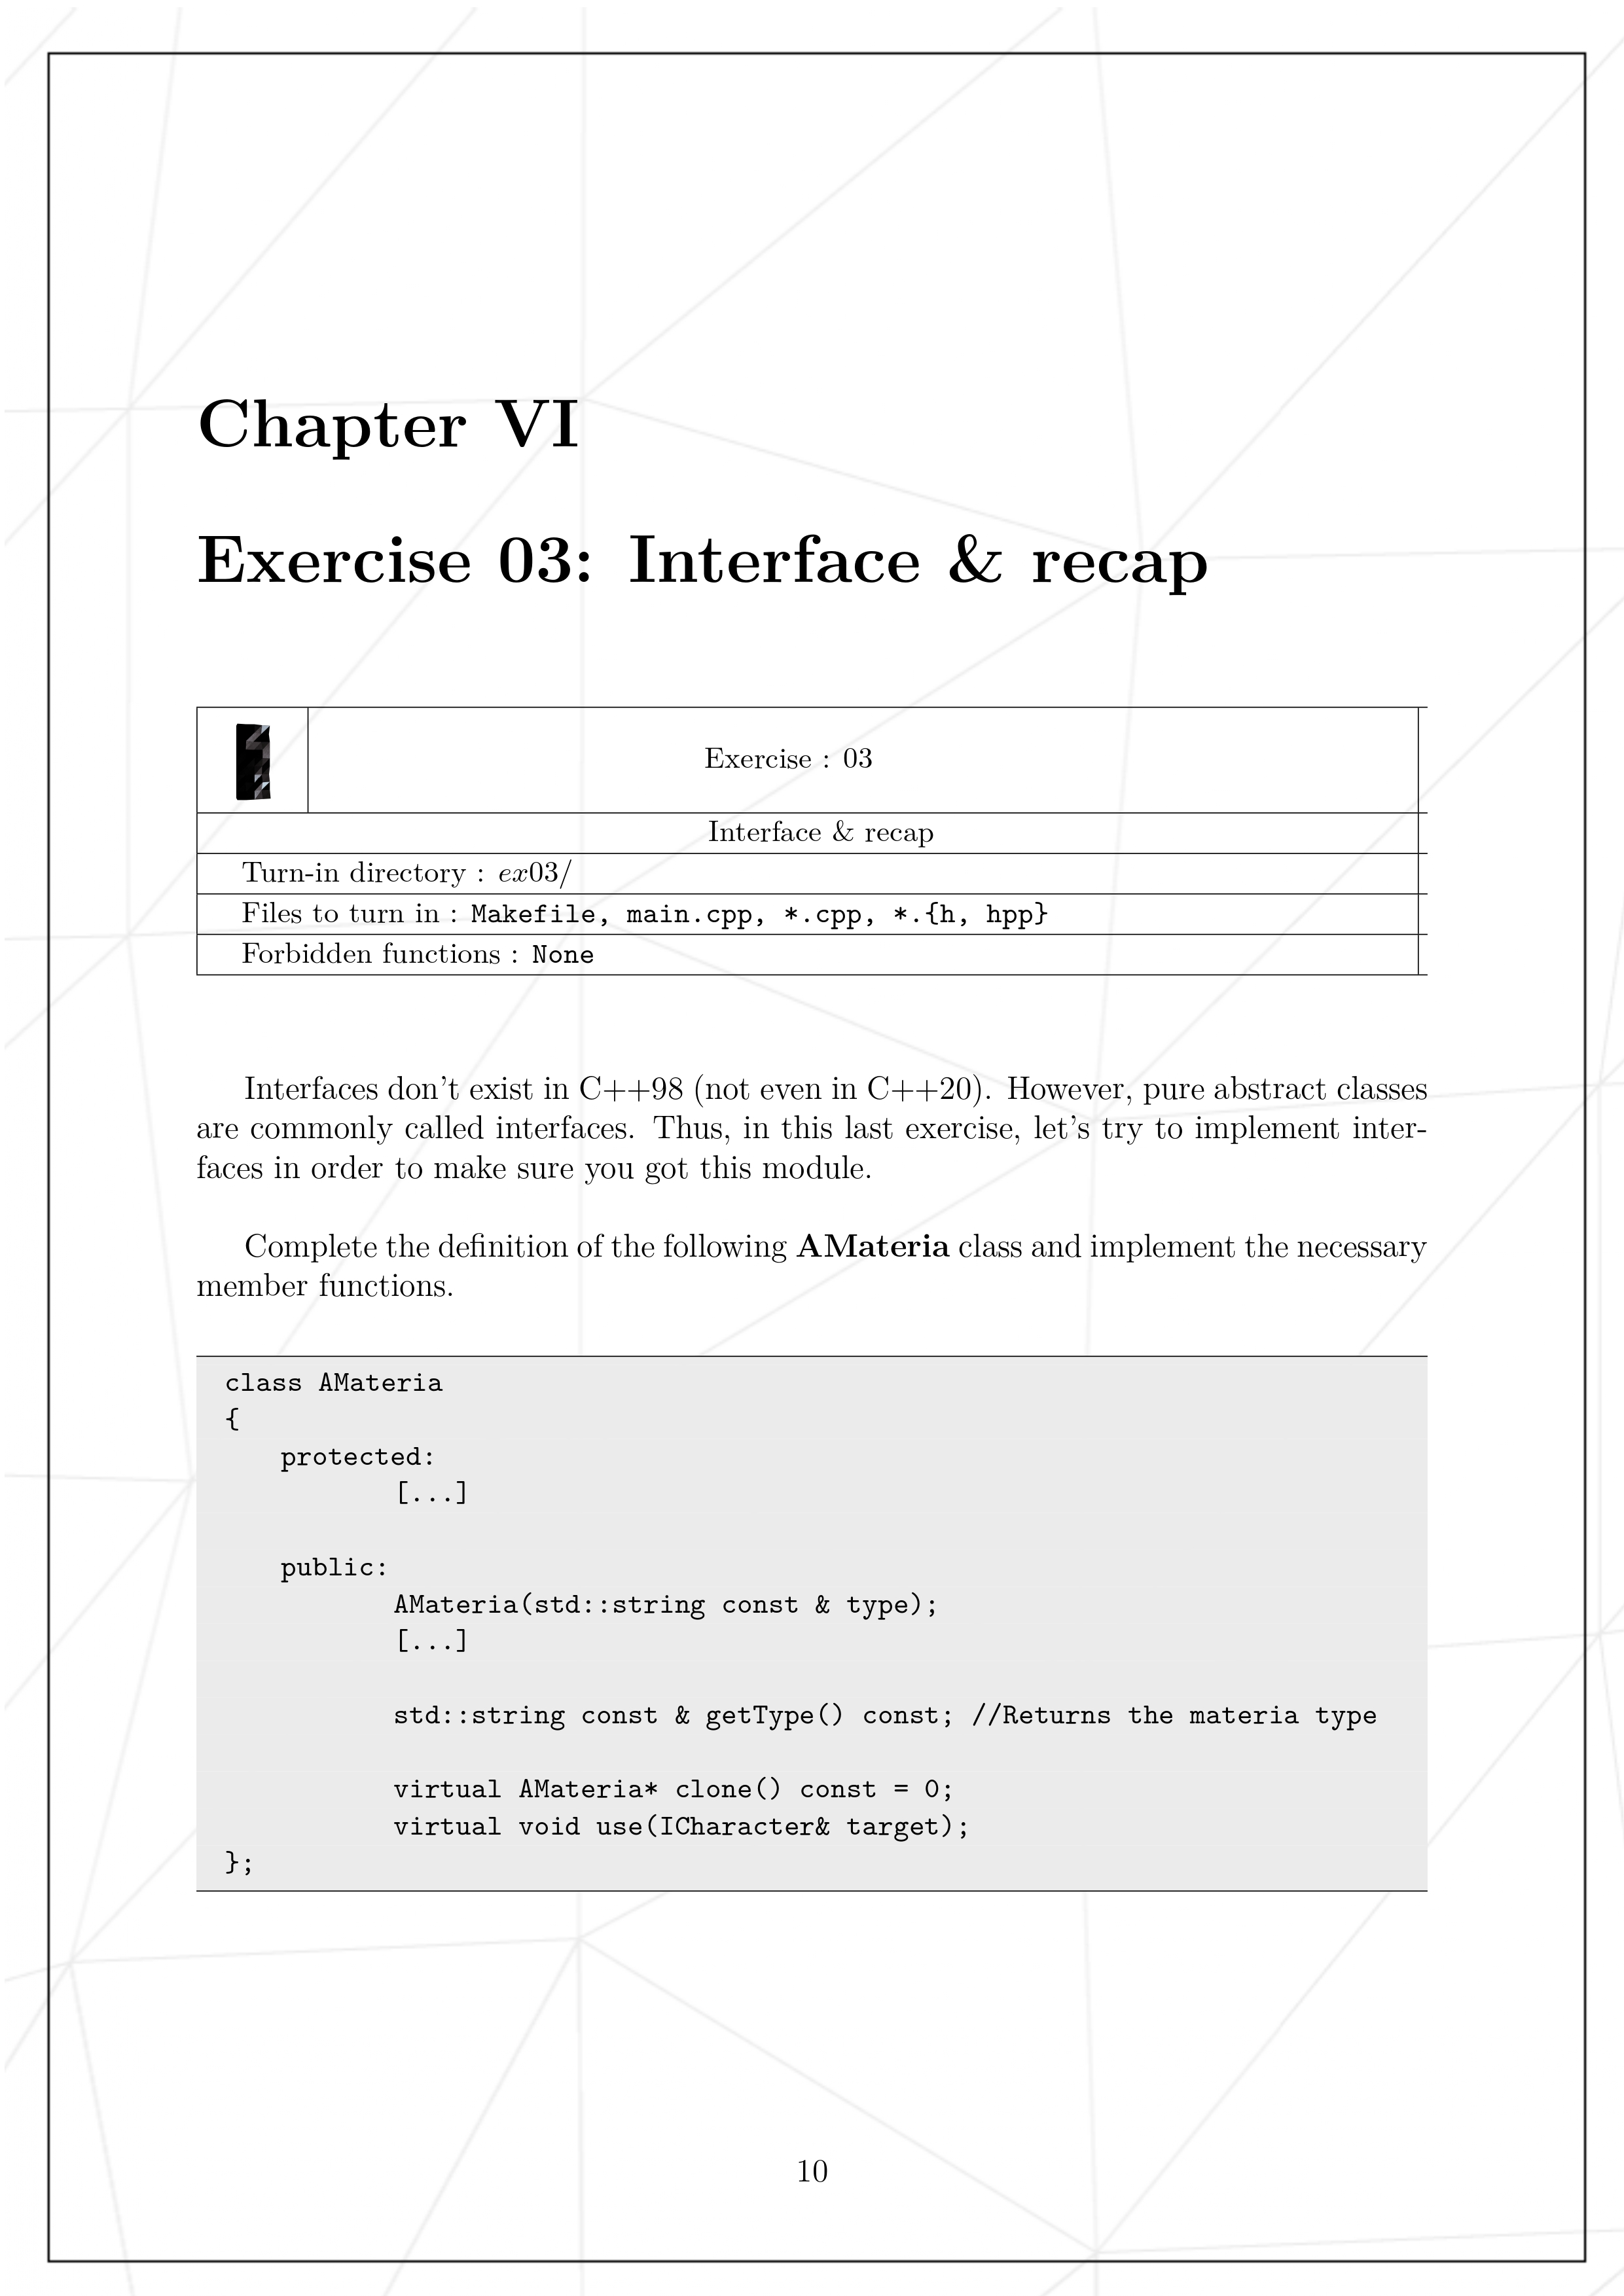 Chapter VI
Exercise 03: Interface & recap
Exercise : 03
Interface & recap
Turn-in directory : ex03/
Files to turn in : Makefile, main.cpp, *.cpp, *.{h, hpp}
Forbidden functions : None
Interfaces don't exist in C++98 (not even in C++20). However, pure abstract classes
are commonly called interfaces. Thus, in this last exercise, let's try to implement inter-
faces in order to make sure you got this module.
Complete the definition of the following AMateria class and implement the necessary
member functions.
class AMateria
{
protected:
[...]
public:
AMateria(std::string const & type);
[...]
std::string const & getType() const; //Returns the materia type
virtual AMateria* clone() const = 0;
virtual void use(ICharacter& target);
};
10